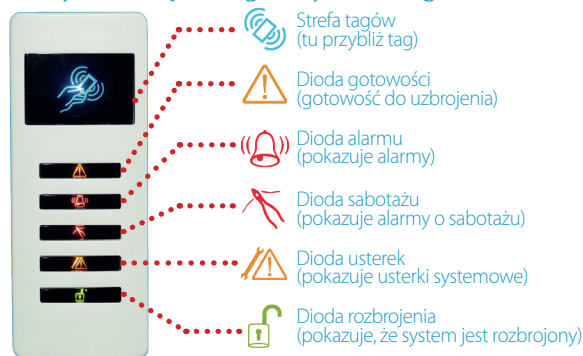 Strefa tagów
(tu przybliż tag)
Dioda gotowości
(gotowość do uzbrojenia)
Dioda alarmu
(pokazuje alarmy)
Dioda sabotażu
(pokazuje alarmy o sabotażu)
Dioda usterek
(pokazuje usterki systemowe)
Dioda rozbrojenia
(pokazuje, że system jest rozbrojony)